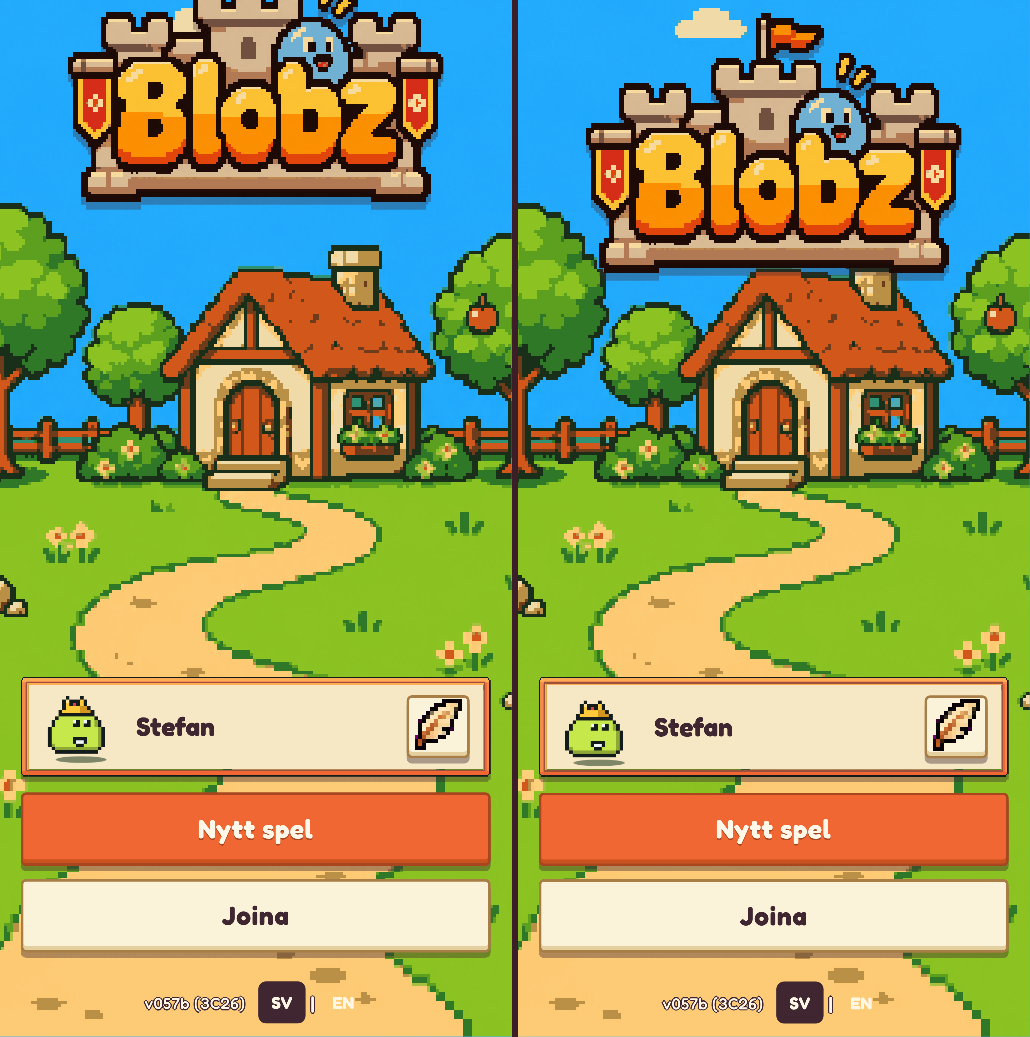 Blobz
Stefan
Nytt spel
Joina
v057b (3C26) SV | EN
Blobz
Stefan
Nytt spel
Joina
v057b (3C26) SV | EN